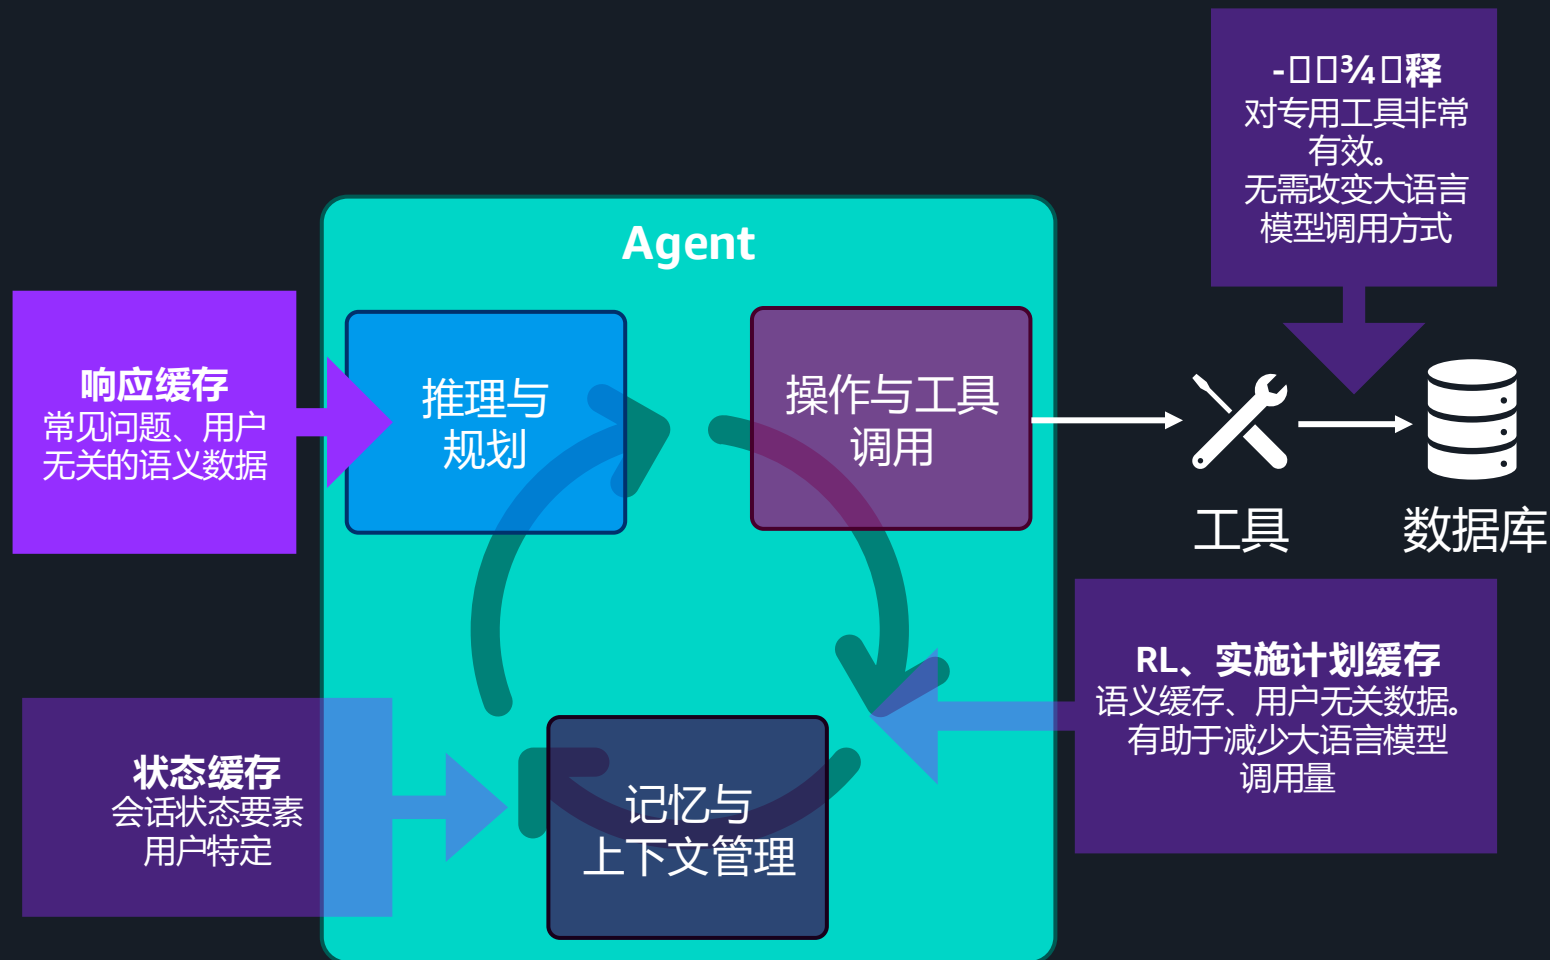 -□□¾□释
对专用工具非常
有效。
无需改变大语言
模型调用方式
Agent
响应缓存
常见问题、用户
无关的语义数据
推理与
规划
操作与工具
调用
工具
数据库
RL、实施计划缓存
语义缓存、用户无关数据。
有助于减少大语言模型
调用量
状态缓存
会话状态要素
用户特定
记忆与
上下文管理